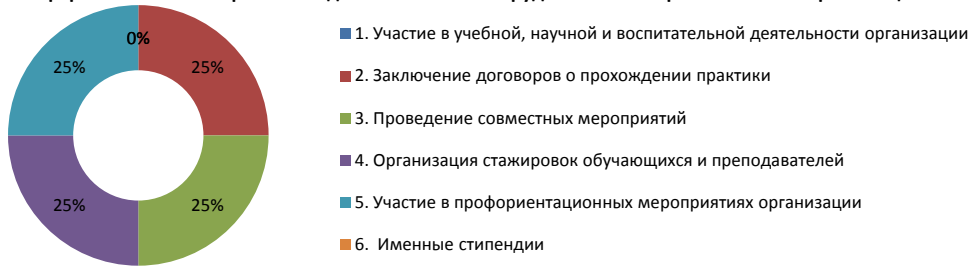 0%
25%
25%
25%
25%
1. Участие в учебной, научной и воспитательной деятельности организации
2. Заключение договоров о прохождении практики
3. Проведение совместных мероприятий
4. Организация стажировок обучающихся и преподавателей
5. Участие в профориентационных мероприятиях организации
6. Именные стипендии